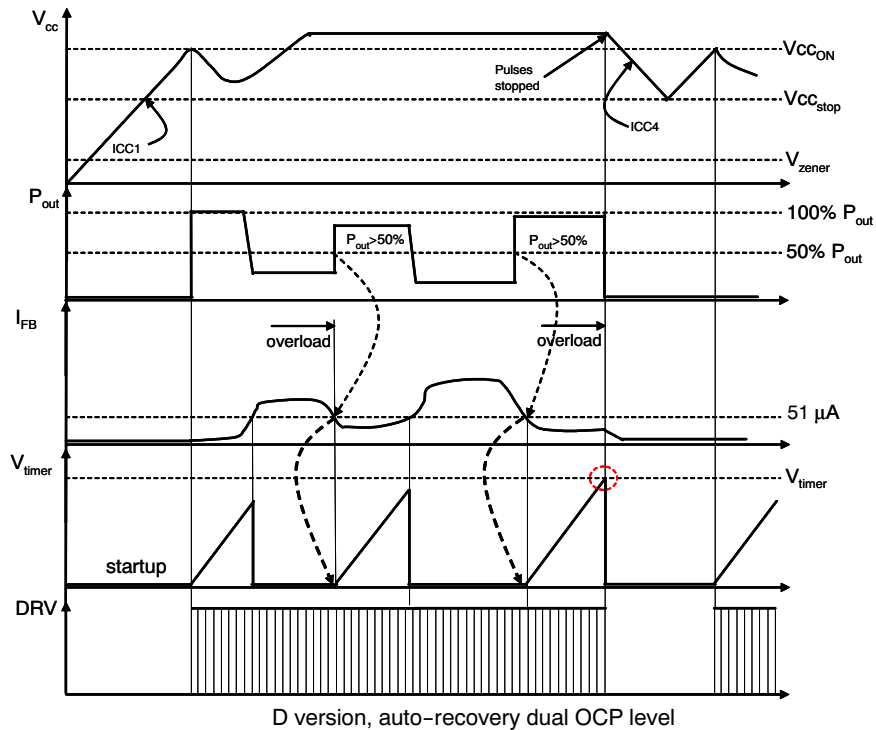 Vcc
VccON
Pulses
stopped
Vccstop
ICC1
ICC4
Vzener
Pout
100% Pout
Pout>50%
Pout>50%
50% Pout
IFB
overload
overload
51 µA
Vtimer
Vtimer
startup
DRV
D version, auto-recovery dual OCP level